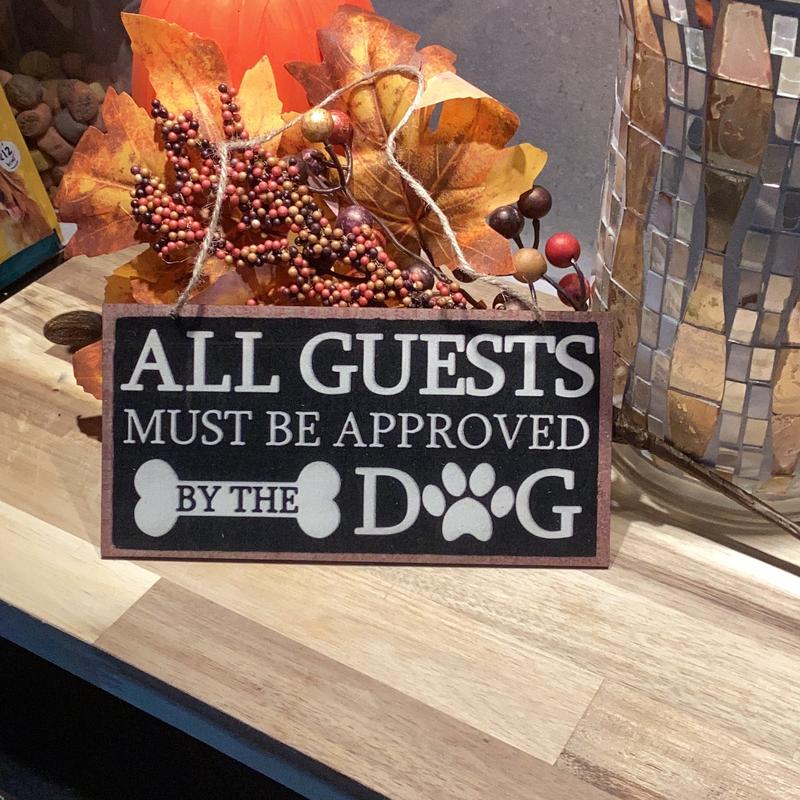 ALL GUESTS
MUST BE APPROVED
BY THE DOG